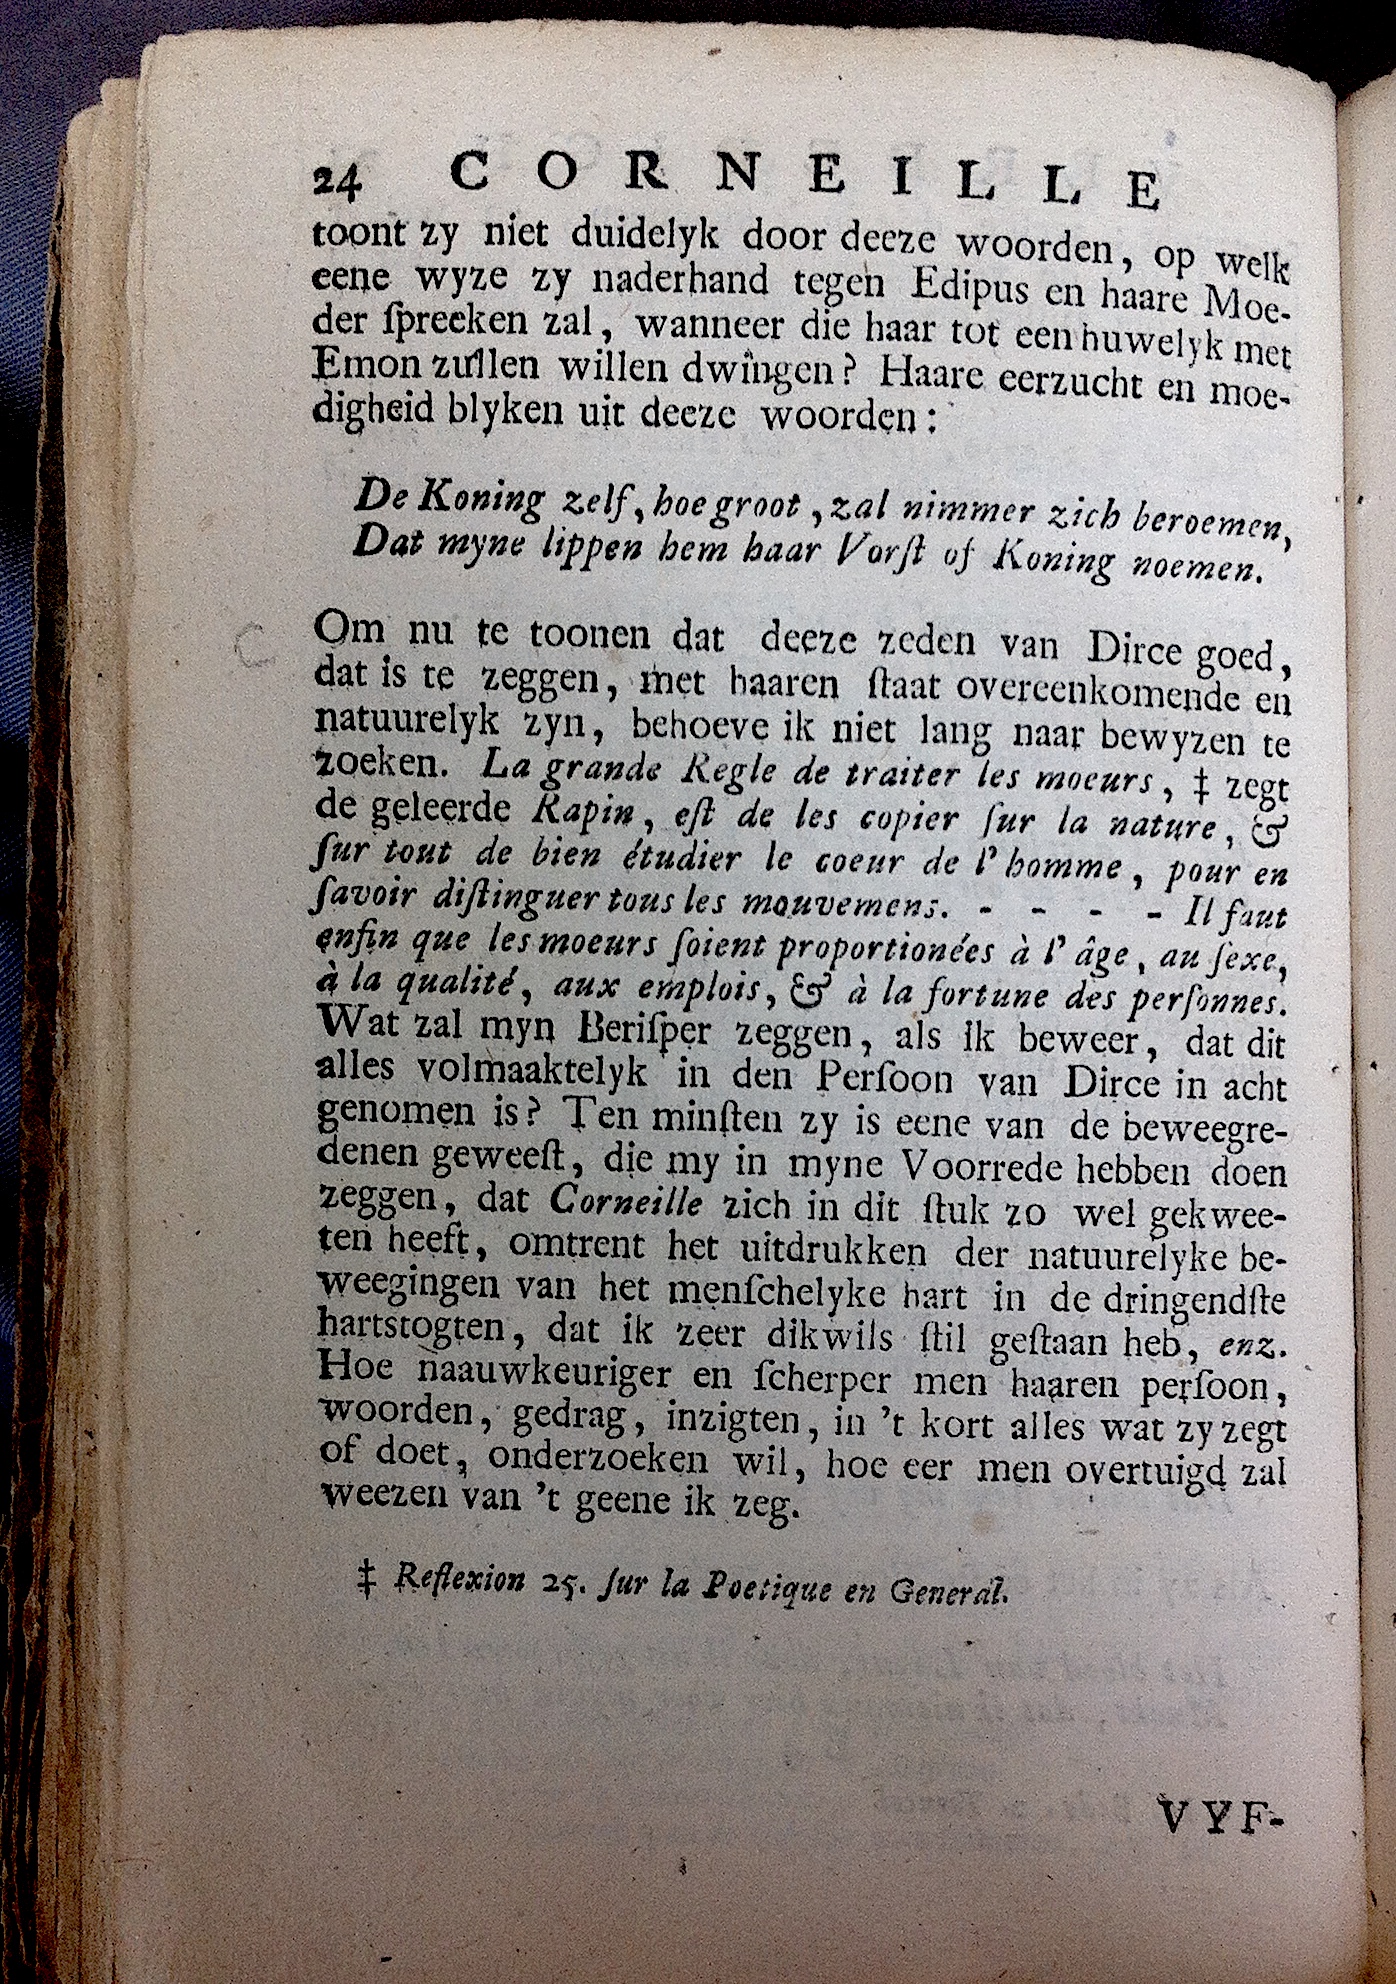 24 CORNEILLE
toont zy niet duidelyk door deeze woorden, op welk
eene wyze zy naderhand tegen Edipus en haare Moe-
der ſpreeken zal, wanneer die haar tot een huwelyk met
Emon zullen willen dwingen? Haare eerzucht en moe-
digheid blyken uit deeze woorden:
De Koning zelf, hoe groot, zal nimmer zich beroemen,
Dat myne lippen hem haar Vorſt of Koning noemen.
Om nu te toonen dat deeze zeden van Dirce goed,
dat is te zeggen, met haaren ſtaat overeenkomende en
natuurelyk zyn, behoeve ik niet lang naar bewyzen te
zoeken. La grande Regle de traiter les moeurs, ‡ zegt
de geleerde Rapin, eſt de les copier ſur la nature, &
ſur tout de bien étudier le coeur de l' homme, pour en
ſavoir diſtinguer tous les mouvemens. - - - - Il faut
enfin que les moeurs ſoient proportionées à l' âge, au ſexe,
à la qualité, aux emplois, & à la fortune des perſonnes.
Wat zal myn Beriſper zeggen, als ik beweer, dat dit
alles volmaaktelyk in den Perſoon van Dirce in acht
genomen is? Ten minſten zy is eene van de beweegre-
denen geweeſt, die my in myne Voorrede hebben doen
zeggen, dat Corneille zich in dit ſtuk zo wel gekwee-
ten heeft, omtrent het uitdrukken der natuurelyke be-
weegingen van het menſchelyke hart in de dringendſte
hartstogten, dat ik zeer dikwils ſtil geſtaan heb, enz.
Hoe naauwkeuriger en ſcherper men haaren perſoon,
woorden, gedrag, inzigten, in 't kort alles wat zy zegt
of doet, onderzoeken wil, hoe eer men overtuigd zal
weezen van 't geene ik zeg.
‡ Reflexion 25. ſur la Poetique en General.
VYF-